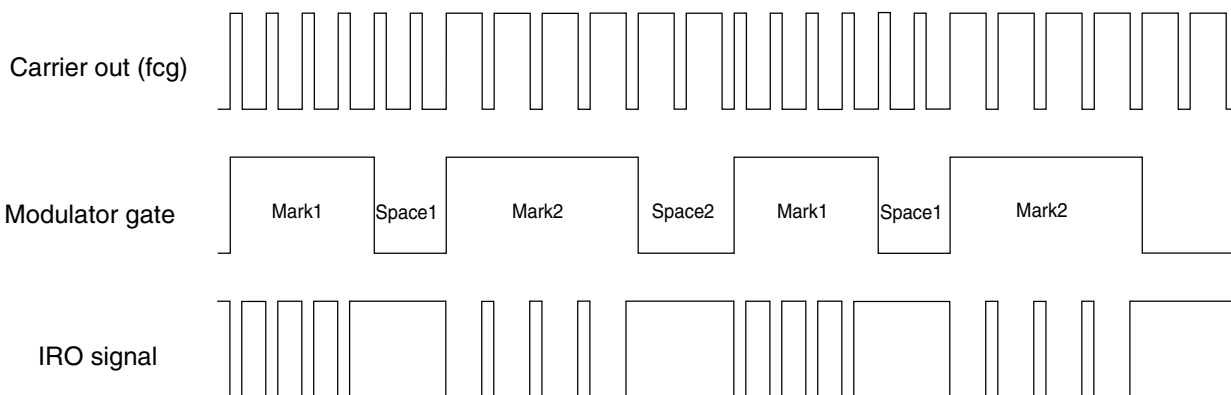 Carrier out (fcg)
Modulator gate
Mark1
Space1
Mark2
Space2
Mark1
Space1
Mark2
IRO signal